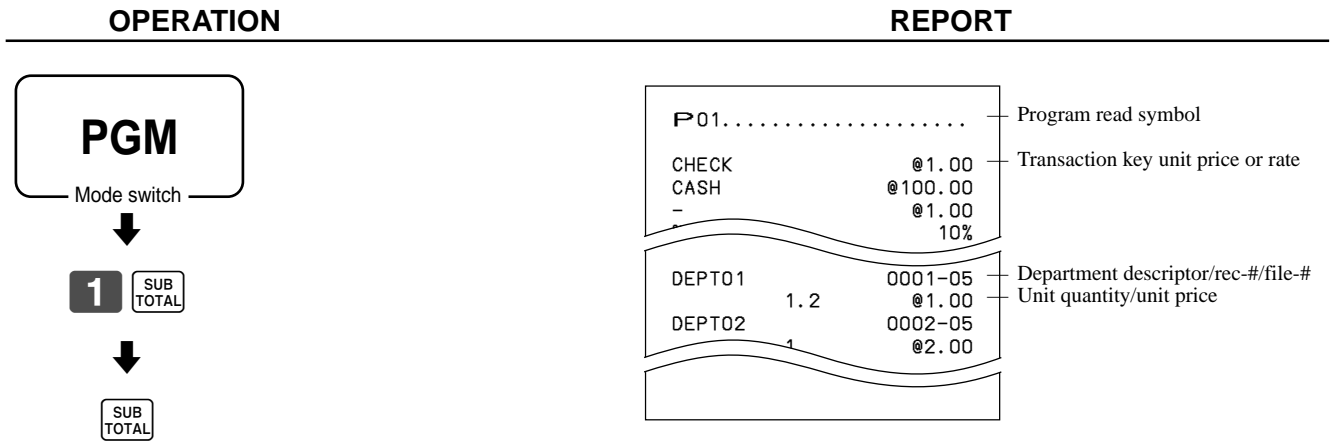 OPERATION
REPORT
PGM
Mode switch
1 SUB TOTAL
SUB TOTAL
P01..................... Program read symbol
CHECK @1.00 Transaction key unit price or rate
CASH @100.00
- @1.00
10%
DEPT01 0001-05 Department descriptor/rec-#/file-#
1.2 @1.00 Unit quantity/unit price
DEPT02 0002-05
1 @2.00